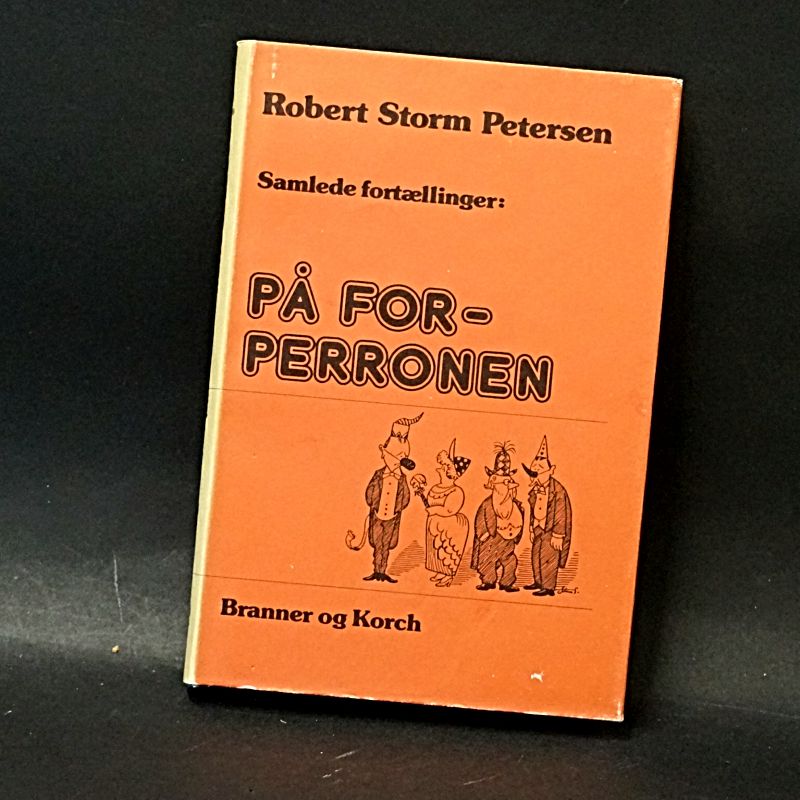 Robert Storm Petersen
Samlede fortællinger:
PÅ FOR-
PERRONEN
Branner og Korch